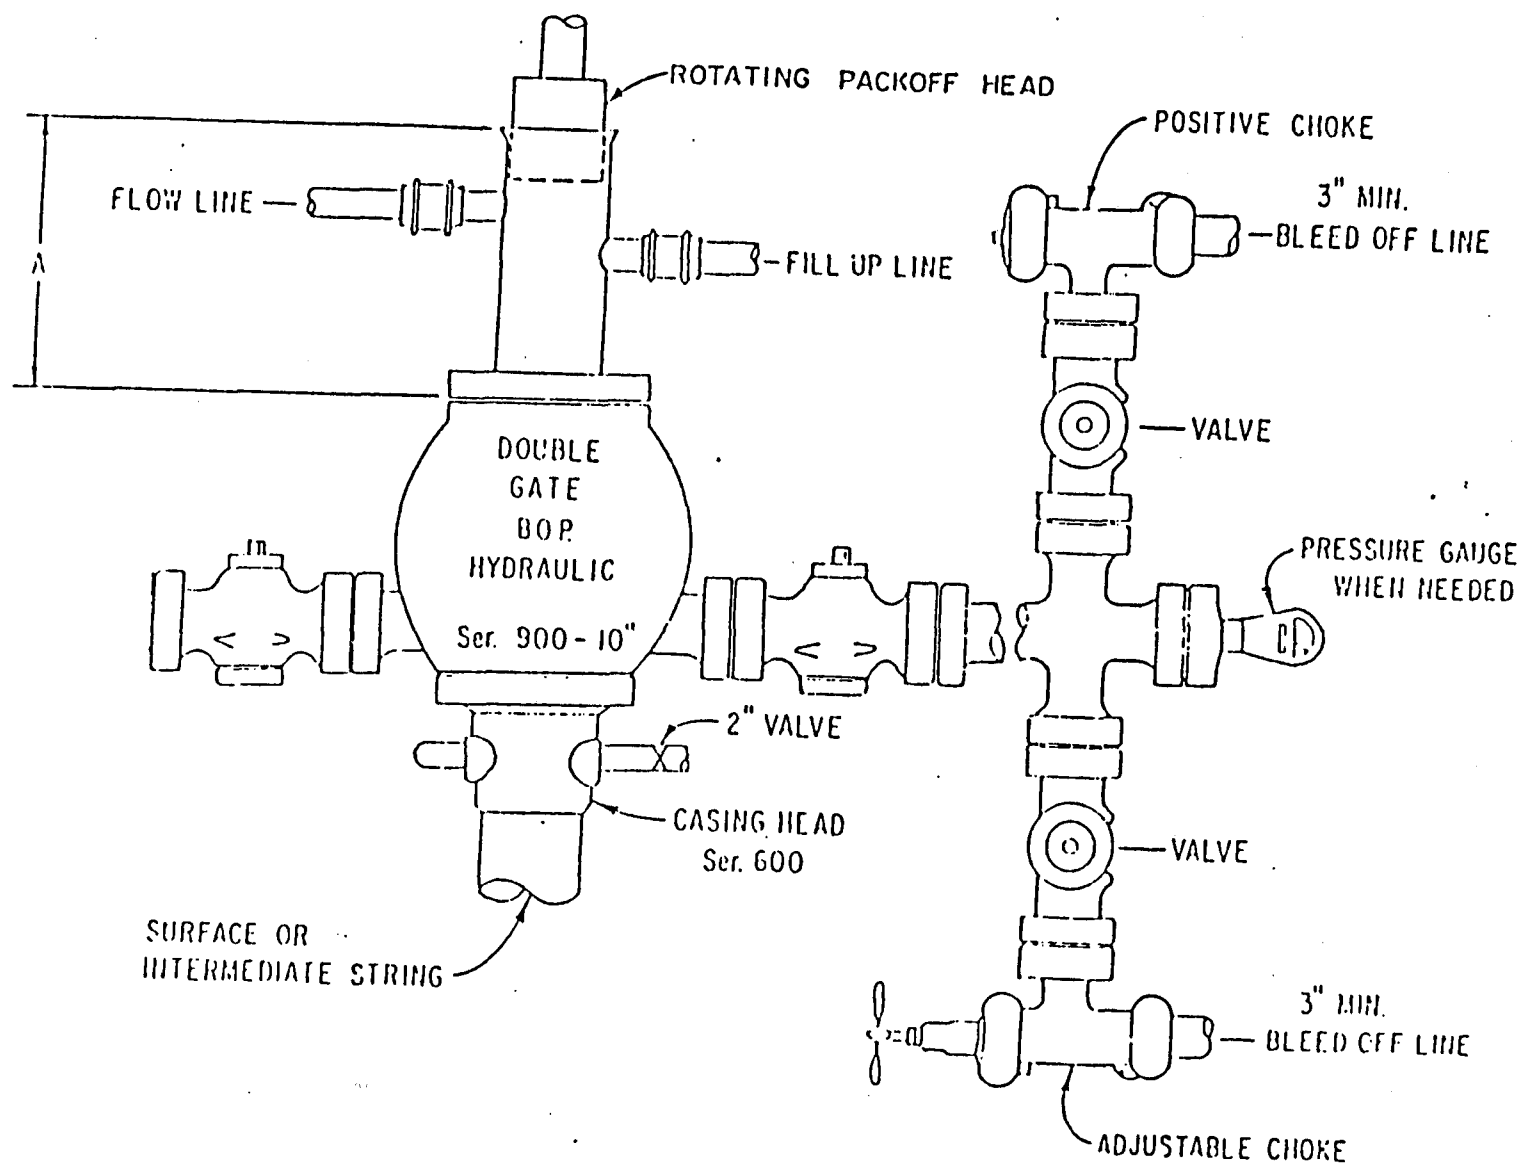 ROTATING PACKOFF HEAD
POSITIVE CHOKE
FLOW LINE
3" MIN.
BLEED OFF LINE
A
FILL UP LINE
DOUBLE
GATE
B.O.P.
HYDRAULIC
Ser. 900-10"
VALVE
PRESSURE GAUGE
WHEN NEEDED
2" VALVE
CASING HEAD
Ser. 600
VALVE
SURFACE OR
INTERMEDIATE STRING
3" MIN.
BLEED OFF LINE
ADJUSTABLE CHOKE